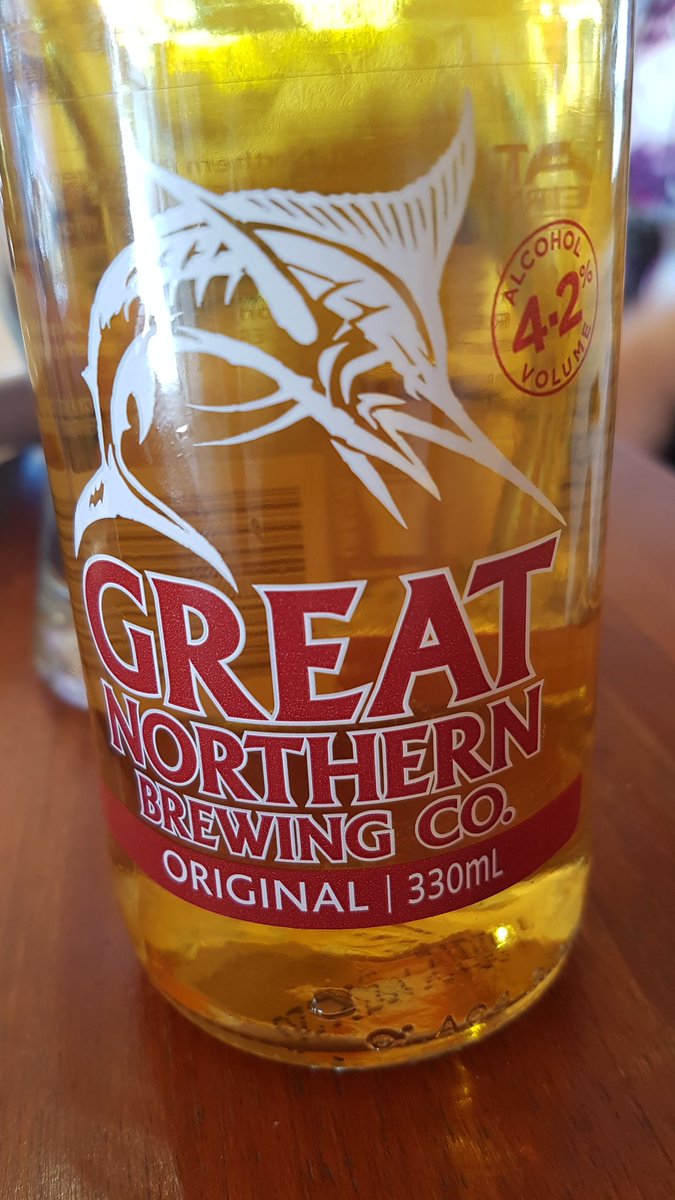 ALCOHOL
4.2%
VOLUME
GREAT
NORTHERN
BREWING CO.
ORIGINAL | 330mL